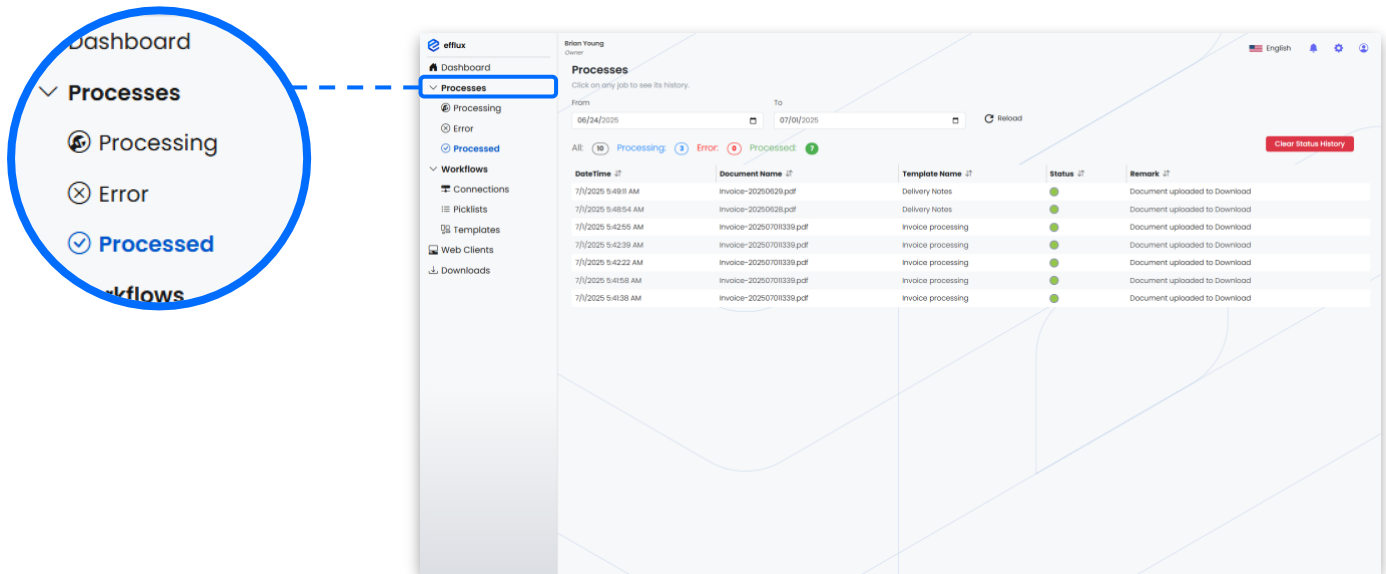 Dashboard
Processes
Processing
Error
Processed
rkflows
efflux
Dashboard
Processes
Processing
Error
Processed
Workflows
Connections
Picklists
Templates
Web Clients
Downloads
Brian Young
Owner
English
Processes
Click on any job to see its history.
From To
06/24/2025 07/01/2025 Reload
All: 10 Processing: 3 Error: 0 Processed: 7 Clear Status History
DateTime Document Name Template Name Status Remark
7/1/2025 5:49:11 AM Invoice-20250629.pdf Delivery Notes Document uploaded to Download
7/1/2025 5:48:54 AM Invoice-20250628.pdf Delivery Notes Document uploaded to Download
7/1/2025 5:42:55 AM Invoice-202507011339.pdf Invoice processing Document uploaded to Download
7/1/2025 5:42:39 AM Invoice-202507011339.pdf Invoice processing Document uploaded to Download
7/1/2025 5:42:22 AM Invoice-202507011339.pdf Invoice processing Document uploaded to Download
7/1/2025 5:41:58 AM Invoice-202507011339.pdf Invoice processing Document uploaded to Download
7/1/2025 5:41:38 AM Invoice-202507011339.pdf Invoice processing Document uploaded to Download